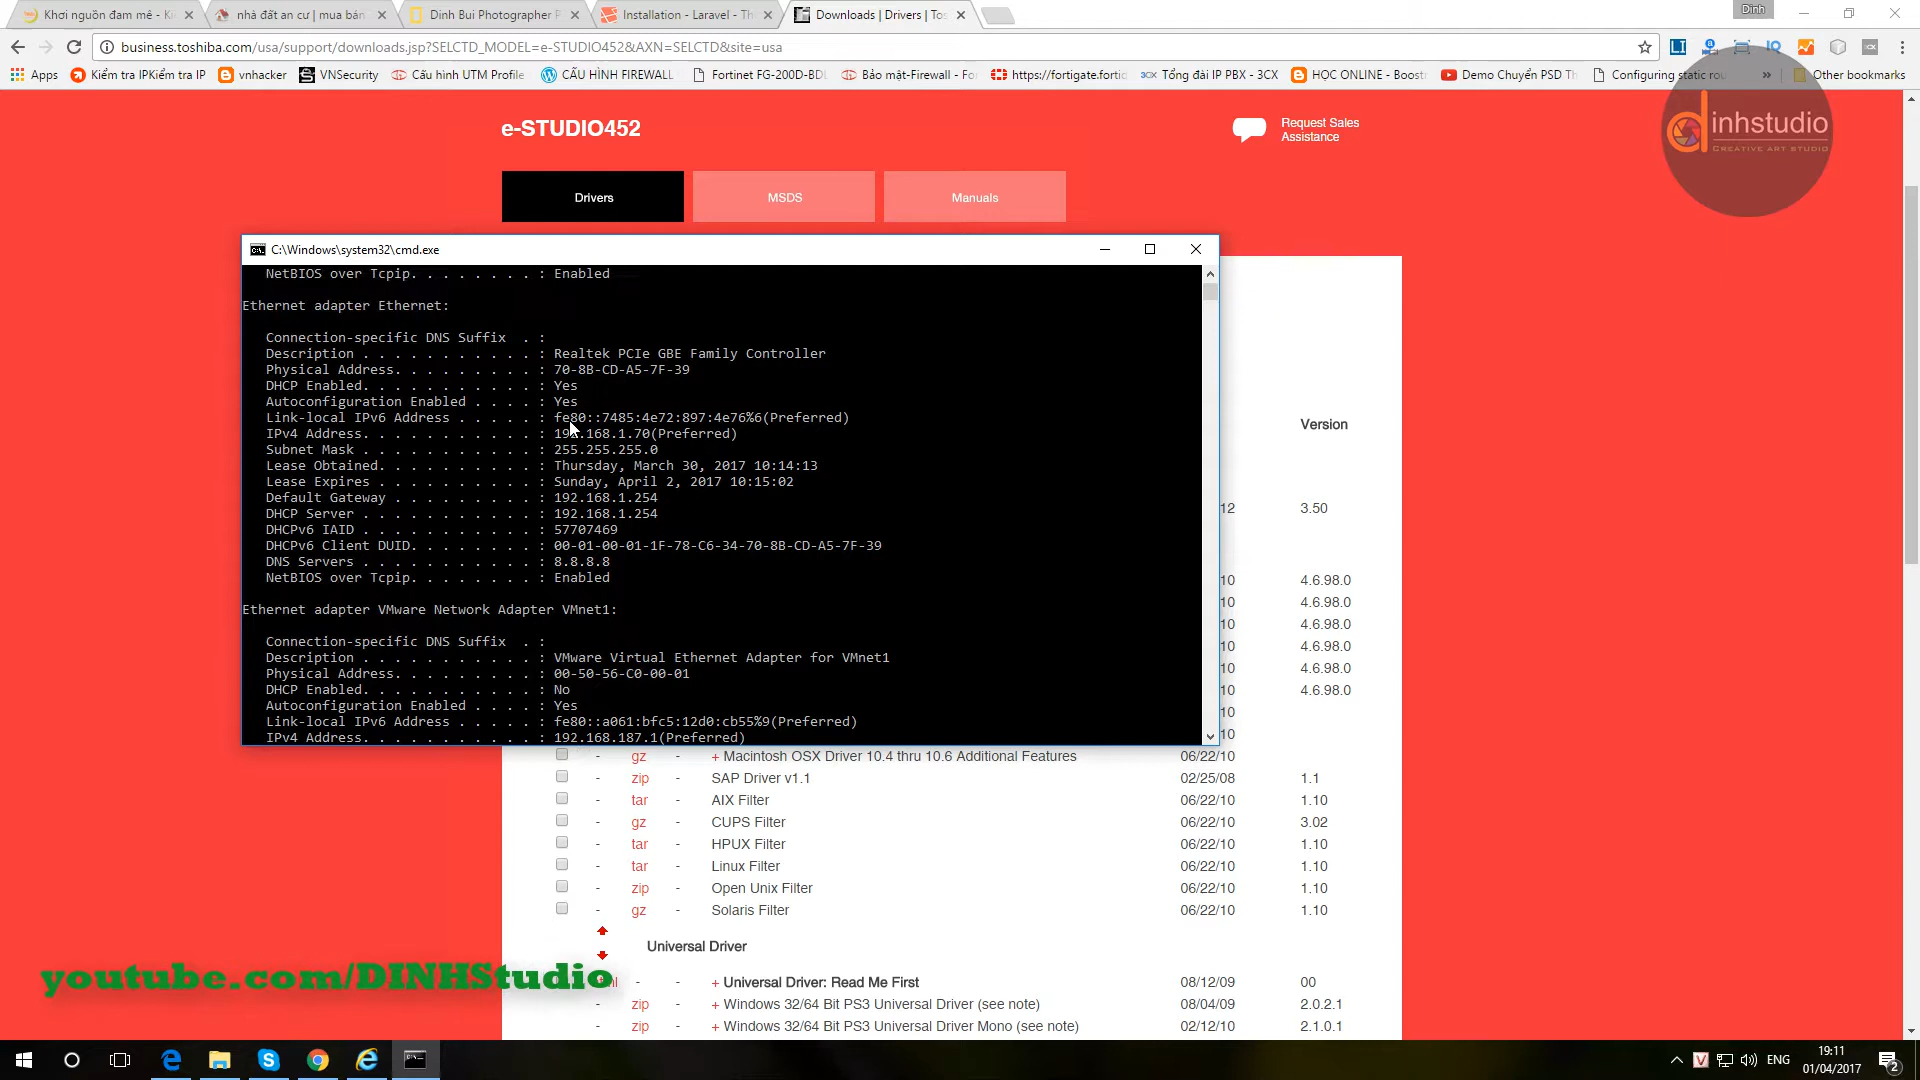 Khơi nguồn đam mê - Ki
nhà đất an cư | mua bán
Dinh Bui Photographer P
Installation - Laravel - Th
Downloads | Drivers | Tos
Dinh
business.toshiba.com/usa/support/downloads.jsp?SELCTD_MODEL=e-STUDIO452&AXN=SELCTD&site=usa
Apps
Kiểm tra IPKiểm tra IP
vnhacker
VNSecurity
Cấu hình UTM Profile
CẤU HÌNH FIREWALL
Fortinet FG-200D-BDL
Bảo mật-Firewall - For
https://fortigate.fortic
Tổng đài IP PBX - 3CX
HỌC ONLINE - Boost
Demo Chuyển PSD Th
Configuring static rou
Other bookmarks
e-STUDIO452
Request Sales
Assistance
dinhstudio
CREATIVE ART STUDIO
Drivers
MSDS
Manuals
C:\Windows\system32\cmd.exe
NetBIOS over Tcpip. . . . . . . . : Enabled
Ethernet adapter Ethernet:
Connection-specific DNS Suffix  . :
Description . . . . . . . . . . . : Realtek PCIe GBE Family Controller
Physical Address. . . . . . . . . : 70-8B-CD-A5-7F-39
DHCP Enabled. . . . . . . . . . . : Yes
Autoconfiguration Enabled . . . . : Yes
Link-local IPv6 Address . . . . . : fe80::7485:4e72:897:4e76%6(Preferred)
IPv4 Address. . . . . . . . . . . : 192.168.1.70(Preferred)
Subnet Mask . . . . . . . . . . . : 255.255.255.0
Lease Obtained. . . . . . . . . . : Thursday, March 30, 2017 10:14:13
Lease Expires . . . . . . . . . . : Sunday, April 2, 2017 10:15:02
Default Gateway . . . . . . . . . : 192.168.1.254
DHCP Server . . . . . . . . . . . : 192.168.1.254
DHCPv6 IAID . . . . . . . . . . . : 57707469
DHCPv6 Client DUID. . . . . . . . : 00-01-00-01-1F-78-C6-34-70-8B-CD-A5-7F-39
DNS Servers . . . . . . . . . . . : 8.8.8.8
NetBIOS over Tcpip. . . . . . . . : Enabled
Ethernet adapter VMware Network Adapter VMnet1:
Connection-specific DNS Suffix  . :
Description . . . . . . . . . . . : VMware Virtual Ethernet Adapter for VMnet1
Physical Address. . . . . . . . . : 00-50-56-C0-00-01
DHCP Enabled. . . . . . . . . . . : No
Autoconfiguration Enabled . . . . : Yes
Link-local IPv6 Address . . . . . : fe80::a061:bfc5:12d0:cb55%9(Preferred)
IPv4 Address. . . . . . . . . . . : 192.168.187.1(Preferred)
Version
12 3.50
10 4.6.98.0
10 4.6.98.0
10 4.6.98.0
10 4.6.98.0
10 4.6.98.0
10 4.6.98.0
10
10
- gz - + Macintosh OSX Driver 10.4 thru 10.6 Additional Features 06/22/10
- zip - SAP Driver v1.1 02/25/08 1.1
- tar - AIX Filter 06/22/10 1.10
- gz - CUPS Filter 06/22/10 3.02
- tar - HPUX Filter 06/22/10 1.10
- tar - Linux Filter 06/22/10 1.10
- zip - Open Unix Filter 06/22/10 1.10
- gz - Solaris Filter 06/22/10 1.10
Universal Driver
- - + Universal Driver: Read Me First 08/12/09 00
- zip - + Windows 32/64 Bit PS3 Universal Driver (see note) 08/04/09 2.0.2.1
- zip - + Windows 32/64 Bit PS3 Universal Driver Mono (see note) 02/12/10 2.1.0.1
youtube.com/DINHStudio
ENG
19:11
01/04/2017
2